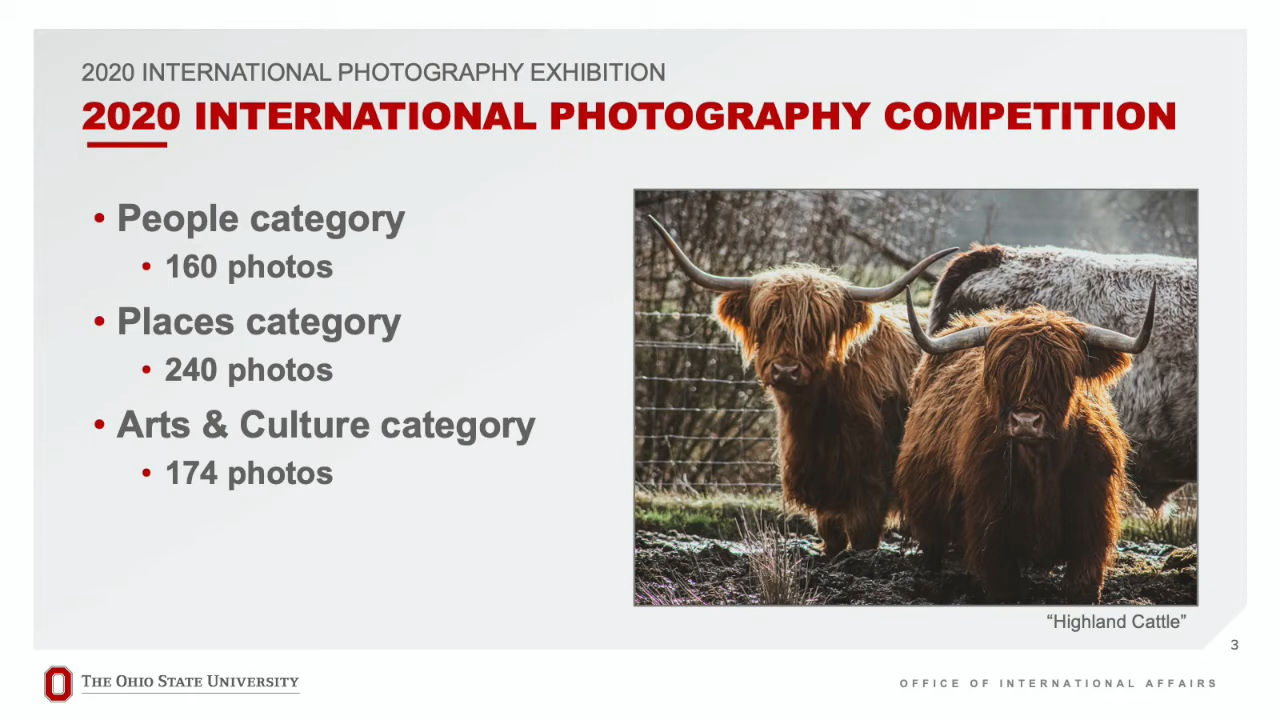 2020 INTERNATIONAL PHOTOGRAPHY EXHIBITION
2020 INTERNATIONAL PHOTOGRAPHY COMPETITION
• People category
• 160 photos
• Places category
• 240 photos
• Arts & Culture category
• 174 photos
“Highland Cattle”
3
THE OHIO STATE UNIVERSITY
OFFICE OF INTERNATIONAL AFFAIRS